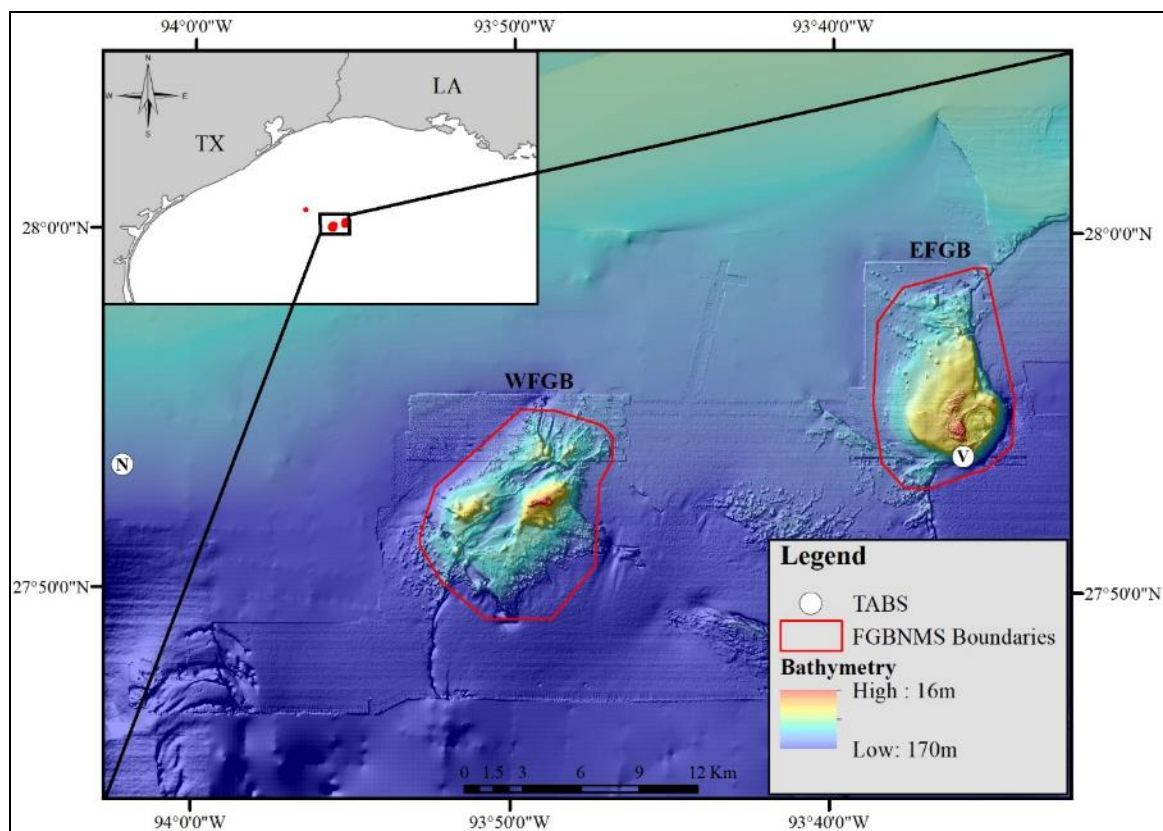 94°0'0"W 93°50'0"W 93°40'0"W
N
W E
S
LA
TX
28°0'0"N 28°0'0"N
EFGB
WFGB
N
V
27°50'0"N 27°50'0"N
Legend
TABS
FGBNMS Boundaries
Bathymetry
High : 16m
Low: 170m
0 1.5 3 6 9 12 Km
94°0'0"W 93°50'0"W 93°40'0"W